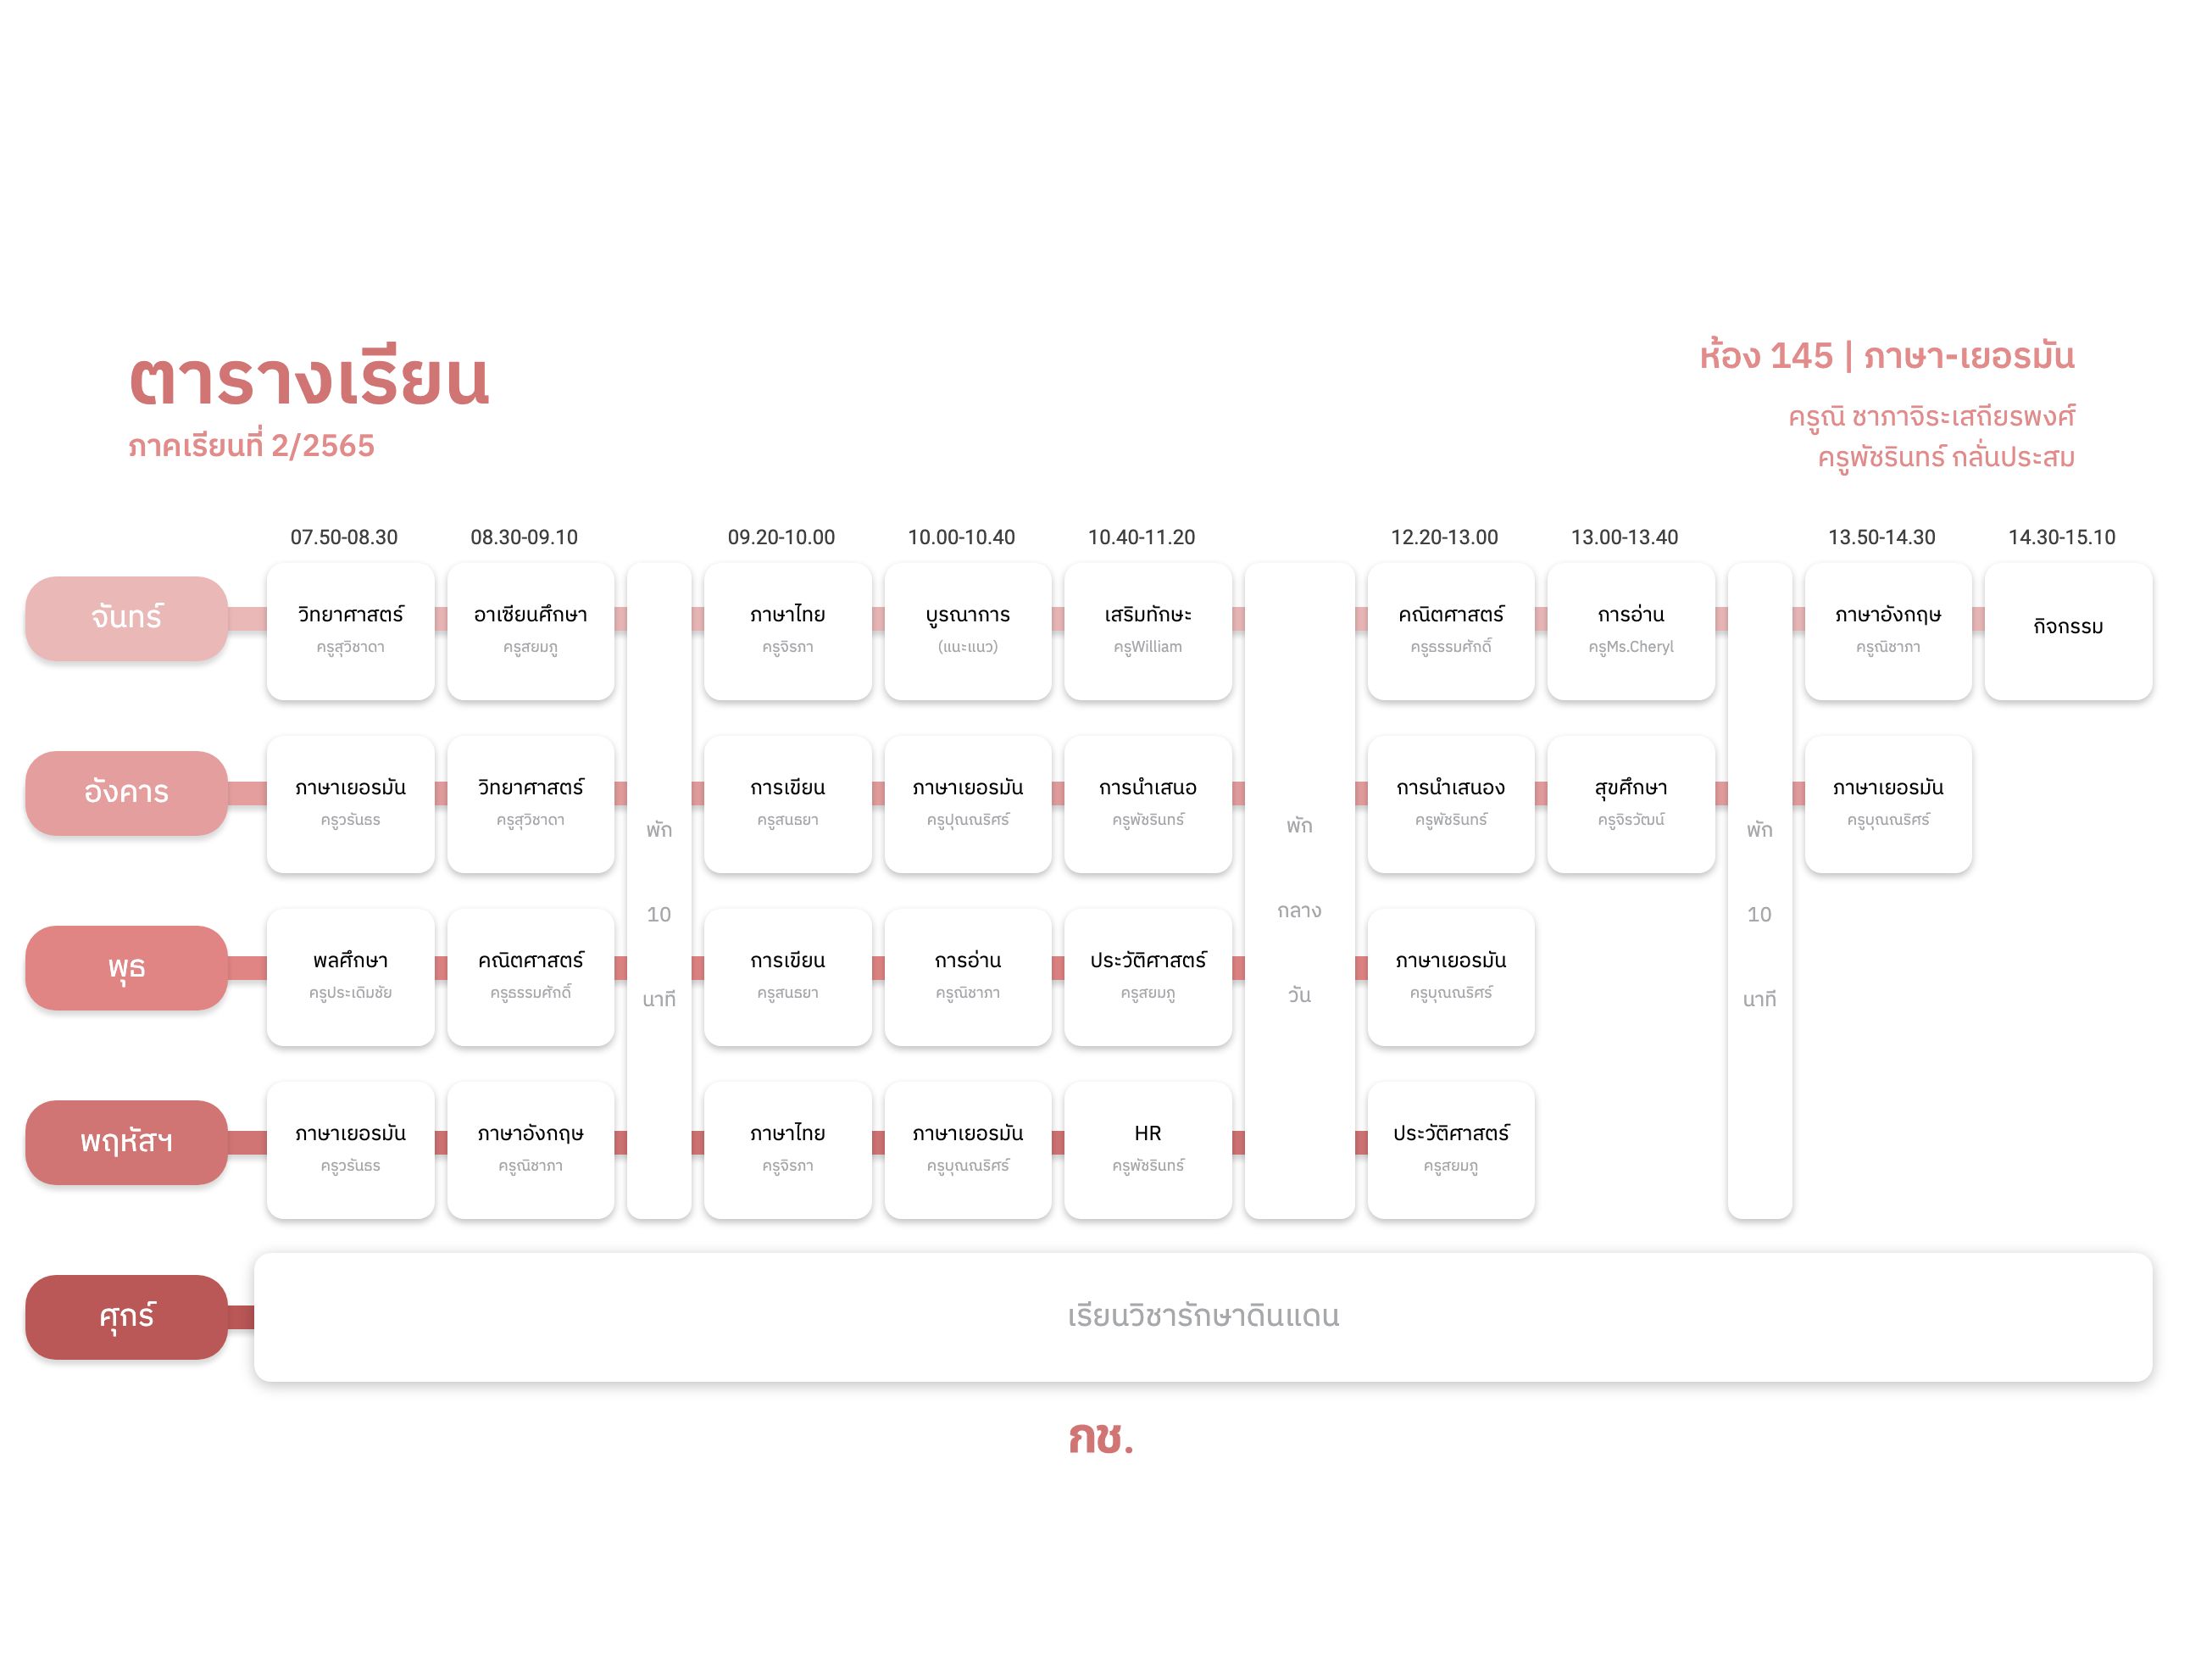 ตารางเรียน
ภาคเรียนที่ 2/2565
ห้อง 145 | ภาษา-เยอรมัน
ครูณิ ชาภาจิระเสถียรพงศ์
ครูพัชรินทร์ กลั่นประสม
07.50-08.30 08.30-09.10 09.20-10.00 10.00-10.40 10.40-11.20 12.20-13.00 13.00-13.40 13.50-14.30 14.30-15.10
จันทร์
วิทยาศาสตร์
ครูสุวิชาดา
อาเซียนศึกษา
ครูสยมภู
ภาษาไทย
ครูจิรภา
บูรณาการ
(แนะแนว)
เสริมทักษะ
ครูWilliam
คณิตศาสตร์
ครูธรรมศักดิ์
การอ่าน
ครูMs.Cheryl
ภาษาอังกฤษ
ครูณิชาภา
กิจกรรม
อังคาร
ภาษาเยอรมัน
ครูวรันธร
วิทยาศาสตร์
ครูสุวิชาดา
การเขียน
ครูสนธยา
ภาษาเยอรมัน
ครูปุณณริศร์
การนำเสนอ
ครูพัชรินทร์
การนำเสนอง
ครูพัชรินทร์
สุขศึกษา
ครูจิรวัฒน์
ภาษาเยอรมัน
ครูบุณณริศร์
พุธ
พลศึกษา
ครูประเดิมชัย
คณิตศาสตร์
ครูธรรมศักดิ์
การเขียน
ครูสนธยา
การอ่าน
ครูณิชาภา
ประวัติศาสตร์
ครูสยมภู
ภาษาเยอรมัน
ครูบุณณริศร์
พฤหัสฯ
ภาษาเยอรมัน
ครูวรันธร
ภาษาอังกฤษ
ครูณิชาภา
ภาษาไทย
ครูจิรภา
ภาษาเยอรมัน
ครูบุณณริศร์
HR
ครูพัชรินทร์
ประวัติศาสตร์
ครูสยมภู
พัก
10
นาที
พัก
กลาง
วัน
พัก
10
นาที
ศุกร์
เรียนวิชารักษาดินแดน
กช.